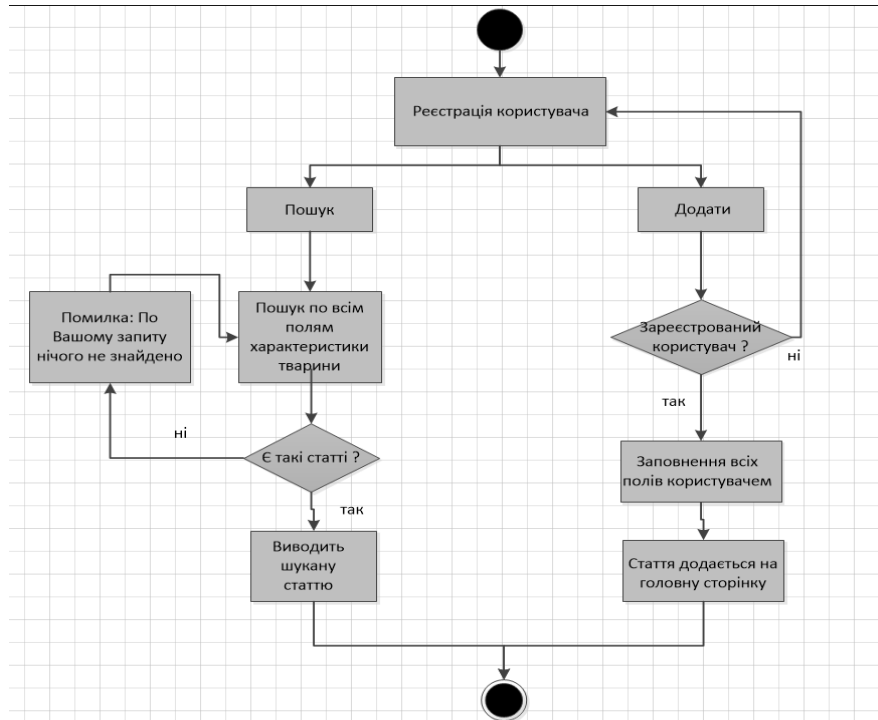 Реєстрація користувача
Пошук
Додати
Помилка: По
Вашому запиту
нічого не знайдено
Пошук по всім
полям
характеристики
тварини
Зареєстрований
користувач ?
ні
так
ні
Є такі статті ?
так
Заповнення всіх
полів користувачем
Виводить
шукану
статтю
Стаття додається на
головну сторінку